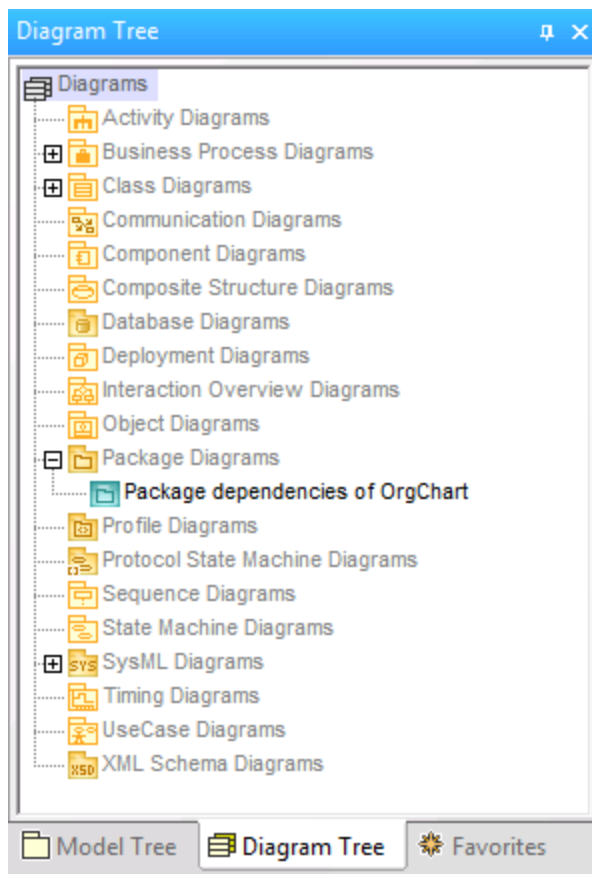 Diagram Tree
Diagrams
Activity Diagrams
Business Process Diagrams
Class Diagrams
Communication Diagrams
Component Diagrams
Composite Structure Diagrams
Database Diagrams
Deployment Diagrams
Interaction Overview Diagrams
Object Diagrams
Package Diagrams
Package dependencies of OrgChart
Profile Diagrams
Protocol State Machine Diagrams
Sequence Diagrams
State Machine Diagrams
SYS SysML Diagrams
Timing Diagrams
UseCase Diagrams
XSD XML Schema Diagrams
Model Tree Diagram Tree Favorites